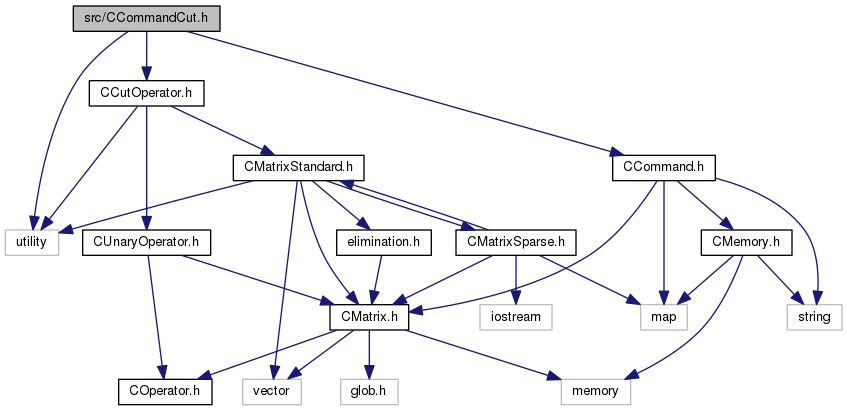 src/CCommandCut.h
CCutOperator.h
CMatrixStandard.h
CCommand.h
utility
CUnaryOperator.h
elimination.h
CMatrixSparse.h
CMemory.h
CMatrix.h
iostream
map
string
COperator.h
vector
glob.h
memory